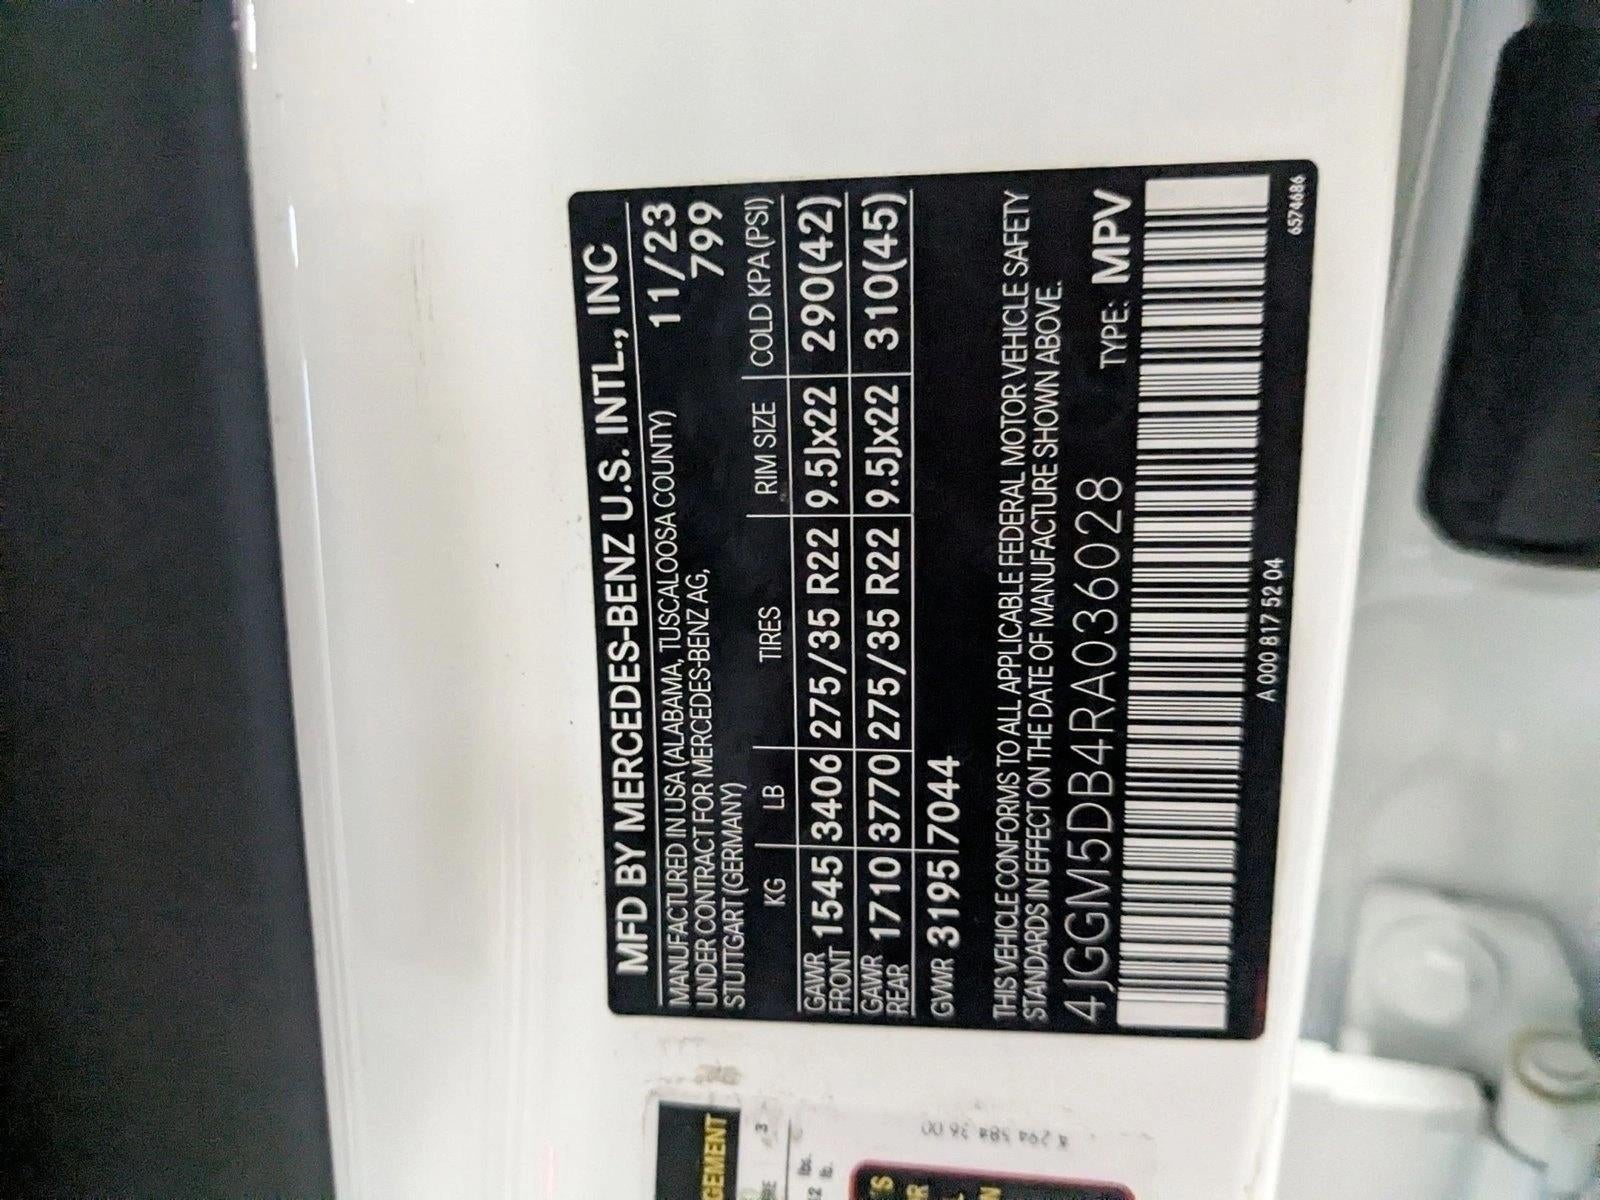 MFD BY MERCEDES-BENZ U.S. INTL., INC
MANUFACTURED IN USA (ALABAMA, TUSCALOOSA COUNTY) 11/23
UNDER CONTRACT FOR MERCEDES-BENZ AG, 799
STUTTGART (GERMANY)
KG LB TIRES RIM SIZE COLD KPA(PSI)
GAWR FRONT 1545 3406 275/35 R22 9.5Jx22 290(42)
GAWR REAR 1710 3770 275/35 R22 9.5Jx22 310(45)
GVWR 3195 7044
THIS VEHICLE CONFORMS TO ALL APPLICABLE FEDERAL MOTOR VEHICLE SAFETY
STANDARDS IN EFFECT ON THE DATE OF MANUFACTURE SHOWN ABOVE.
4JGGM5DB4RA036028 TYPE: MPV
A 000 817 52 04 6574686
GEMENT
3
lbs.
lb.